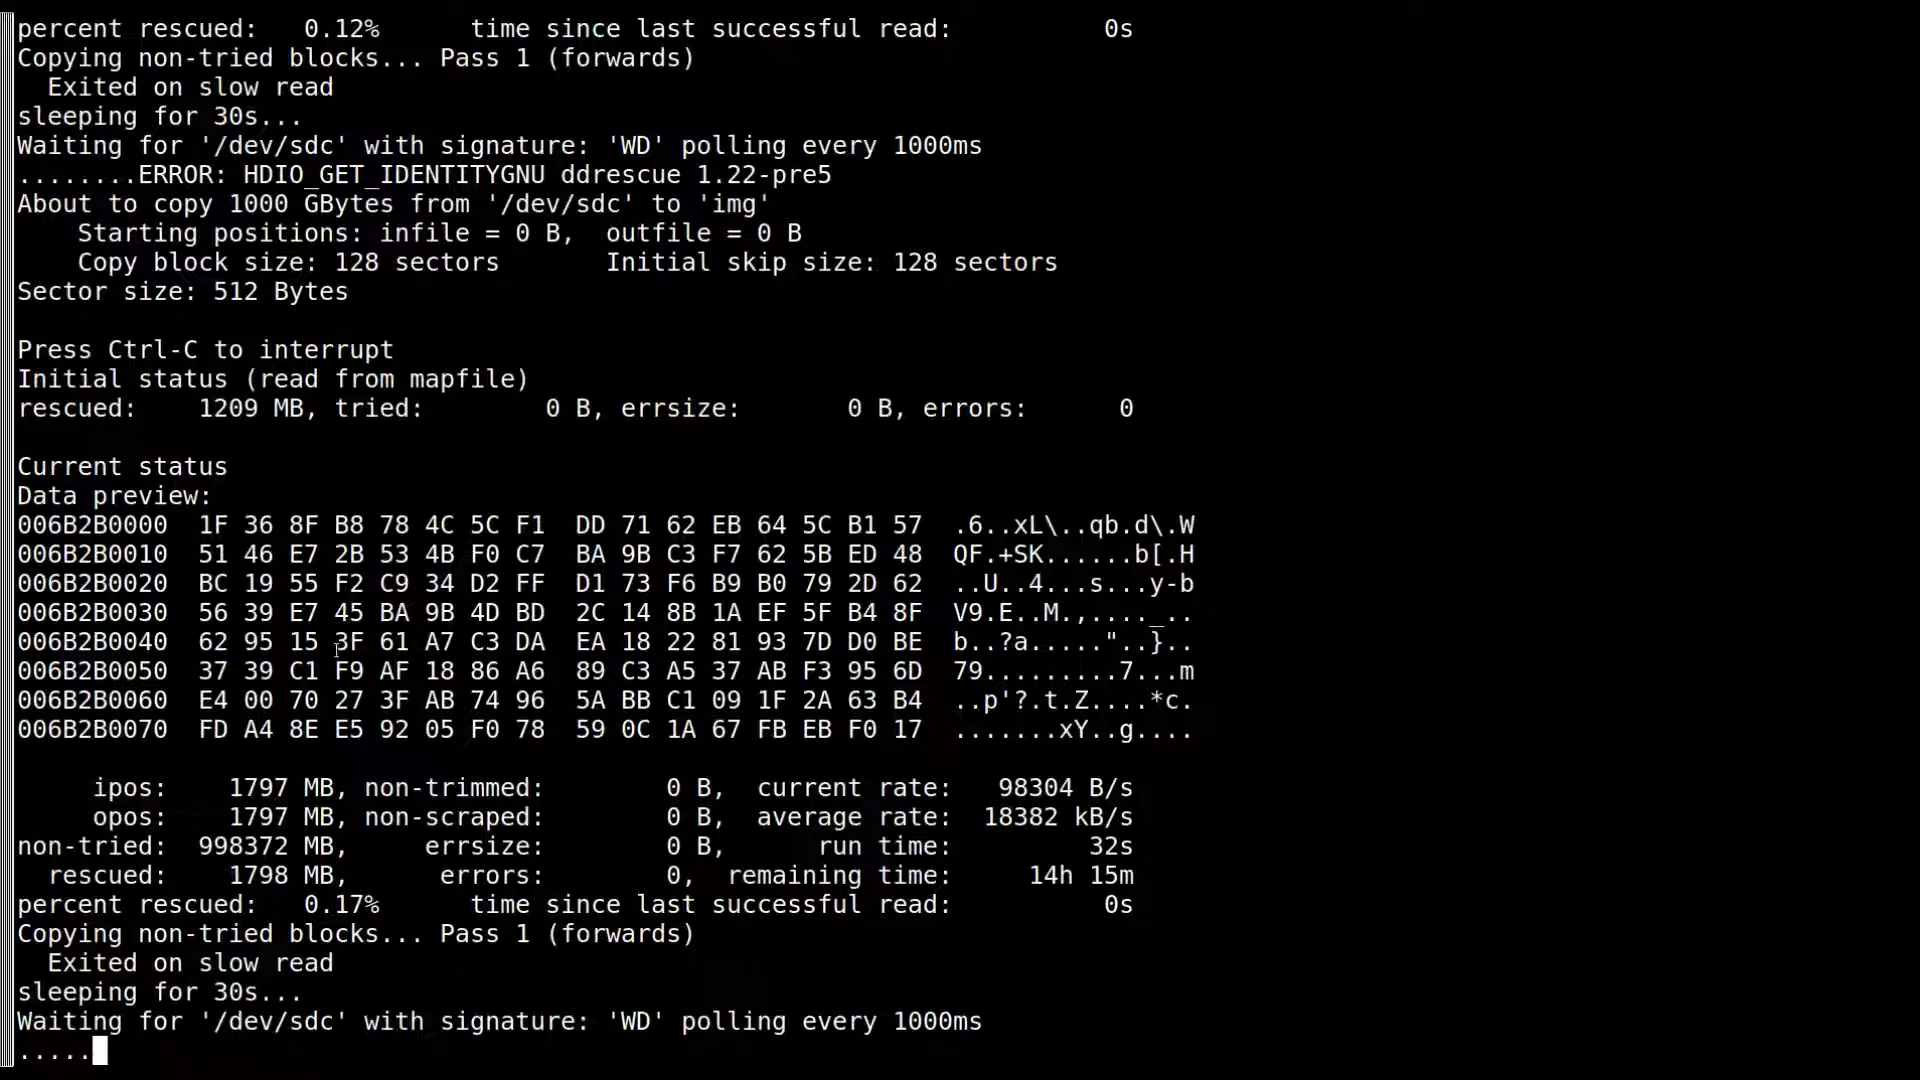 percent rescued:   0.12%      time since last successful read:          0s
Copying non-tried blocks... Pass 1 (forwards)
  Exited on slow read
sleeping for 30s...
Waiting for '/dev/sdc' with signature: 'WD' polling every 1000ms
........ERROR: HDIO_GET_IDENTITYGNU ddrescue 1.22-pre5
About to copy 1000 GBytes from '/dev/sdc' to 'img'
    Starting positions: infile = 0 B,  outfile = 0 B
    Copy block size: 128 sectors       Initial skip size: 128 sectors
Sector size: 512 Bytes

Press Ctrl-C to interrupt
Initial status (read from mapfile)
rescued:    1209 MB, tried:        0 B, errsize:       0 B, errors:      0

Current status
Data preview:
006B2B0000  1F 36 8F B8 78 4C 5C F1  DD 71 62 EB 64 5C B1 57  .6..xL\..qb.d\.W
006B2B0010  51 46 E7 2B 53 4B F0 C7  BA 9B C3 F7 62 5B ED 48  QF.+SK......b[.H
006B2B0020  BC 19 55 F2 C9 34 D2 FF  D1 73 F6 B9 B0 79 2D 62  ..U..4...s...y-b
006B2B0030  56 39 E7 45 BA 9B 4D BD  2C 14 8B 1A EF 5F B4 8F  V9.E..M.,...._..
006B2B0040  62 95 15 3F 61 A7 C3 DA  EA 18 22 81 93 7D D0 BE  b..?a....."..}..
006B2B0050  37 39 C1 F9 AF 18 86 A6  89 C3 A5 37 AB F3 95 6D  79.........7...m
006B2B0060  E4 00 70 27 3F AB 74 96  5A BB C1 09 1F 2A 63 B4  ..p'?.t.Z....*c.
006B2B0070  FD A4 8E E5 92 05 F0 78  59 0C 1A 67 FB EB F0 17  .......xY..g....

     ipos:    1797 MB, non-trimmed:        0 B,  current rate:   98304 B/s
     opos:    1797 MB, non-scraped:        0 B,  average rate:  18382 kB/s
non-tried:  998372 MB,     errsize:        0 B,      run time:         32s
  rescued:    1798 MB,      errors:        0,  remaining time:     14h 15m
percent rescued:   0.17%      time since last successful read:          0s
Copying non-tried blocks... Pass 1 (forwards)
  Exited on slow read
sleeping for 30s...
Waiting for '/dev/sdc' with signature: 'WD' polling every 1000ms
.....